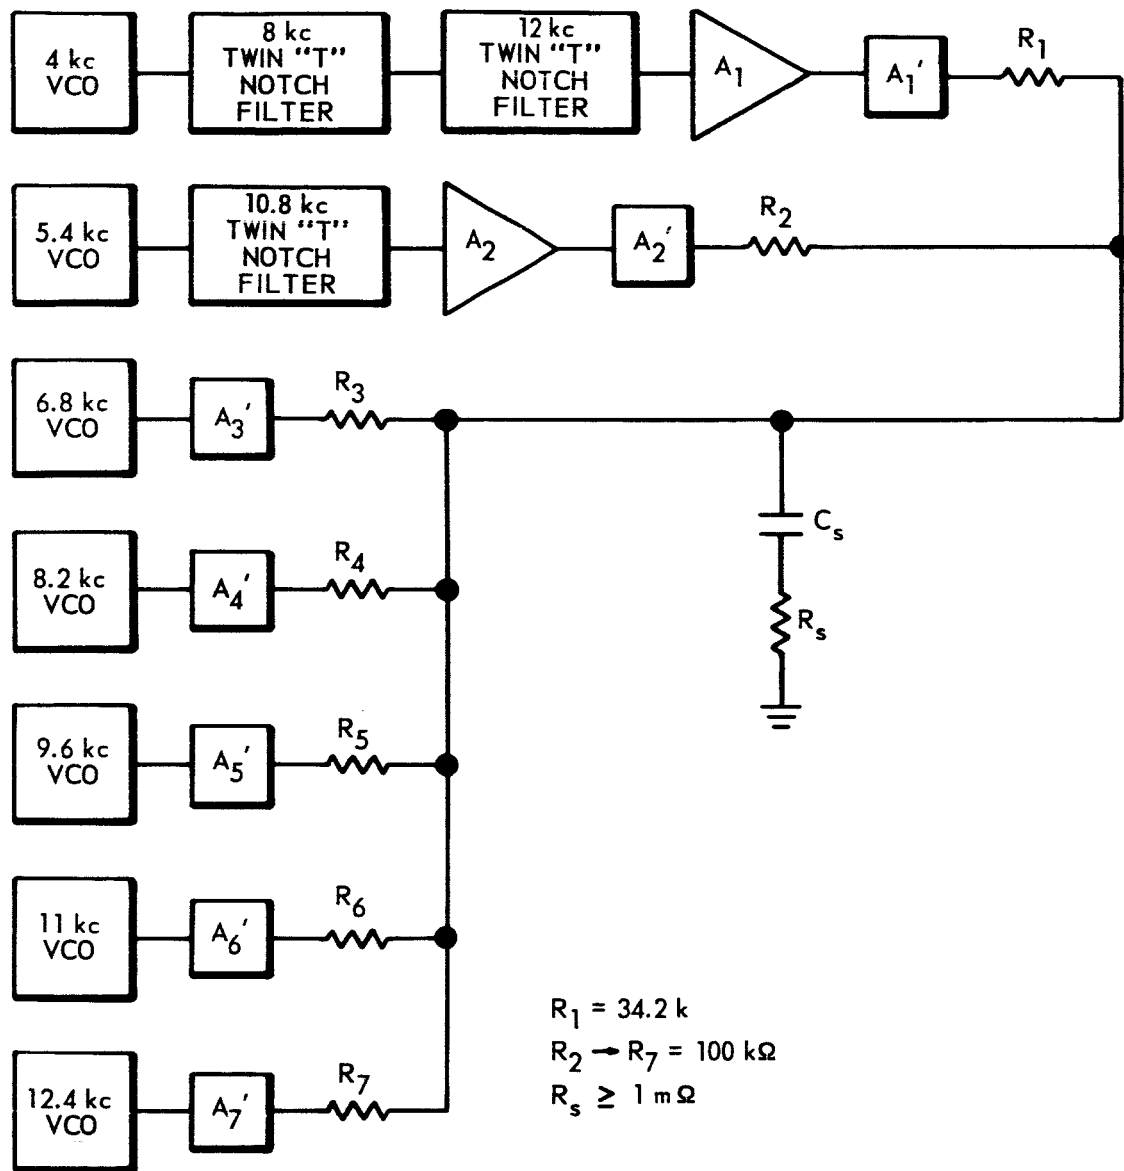 4 kc
VCO
8 kc
TWIN "T"
NOTCH
FILTER
12 kc
TWIN "T"
NOTCH
FILTER
A1
A1'
R1
5.4 kc
VCO
10.8 kc
TWIN "T"
NOTCH
FILTER
A2
A2'
R2
6.8 kc
VCO
A3'
R3
Cs
Rs
8.2 kc
VCO
A4'
R4
9.6 kc
VCO
A5'
R5
11 kc
VCO
A6'
R6
12.4 kc
VCO
A7'
R7
R1 = 34.2 k
R2 → R7 = 100 kΩ
Rs ≥ 1 mΩ